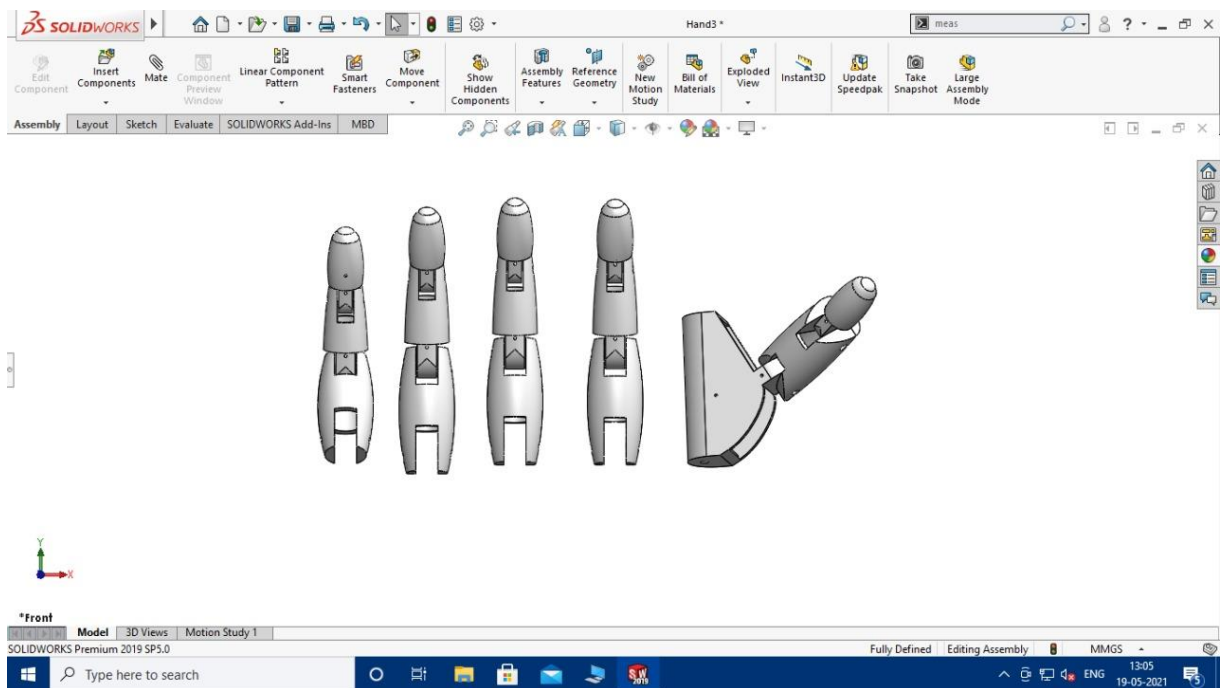 SOLIDWORKS
Hand3 *
meas
Edit Component
Insert Components
Mate
Component Preview Window
Linear Component Pattern
Smart Fasteners
Move Component
Show Hidden Components
Assembly Features
Reference Geometry
New Motion Study
Bill of Materials
Exploded View
Instant3D
Update Speedpak
Take Snapshot
Large Assembly Mode
Assembly Layout Sketch Evaluate SOLIDWORKS Add-Ins MBD
Y
X
*Front
Model 3D Views Motion Study 1
SOLIDWORKS Premium 2019 SP5.0 Fully Defined Editing Assembly MMGS
Type here to search
SW
2019
ENG
13:05
19-05-2021
5